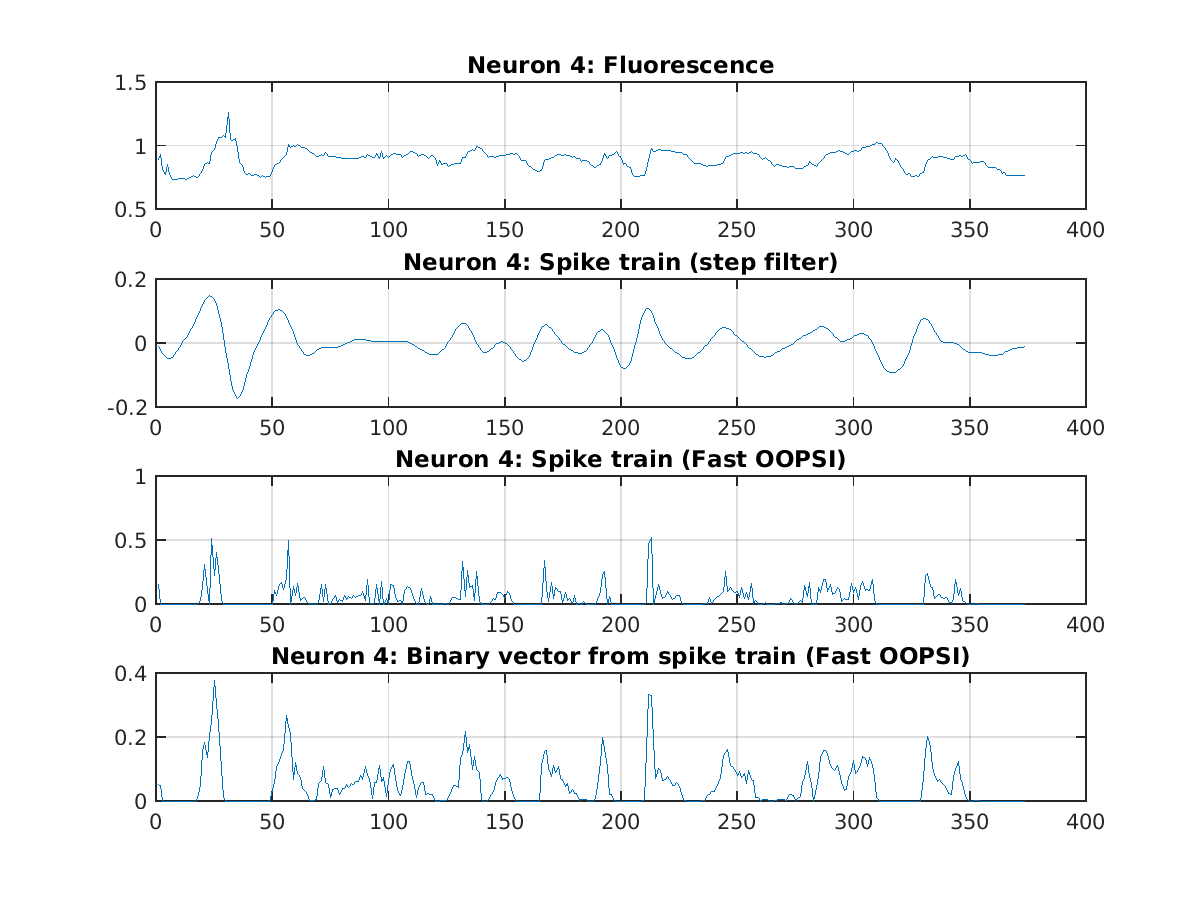 Neuron 4: Fluorescence
1.5
1
0.5
0 50 100 150 200 250 300 350 400
Neuron 4: Spike train (step filter)
0.2
0
-0.2
0 50 100 150 200 250 300 350 400
Neuron 4: Spike train (Fast OOPSI)
1
0.5
0
0 50 100 150 200 250 300 350 400
Neuron 4: Binary vector from spike train (Fast OOPSI)
0.4
0.2
0
0 50 100 150 200 250 300 350 400